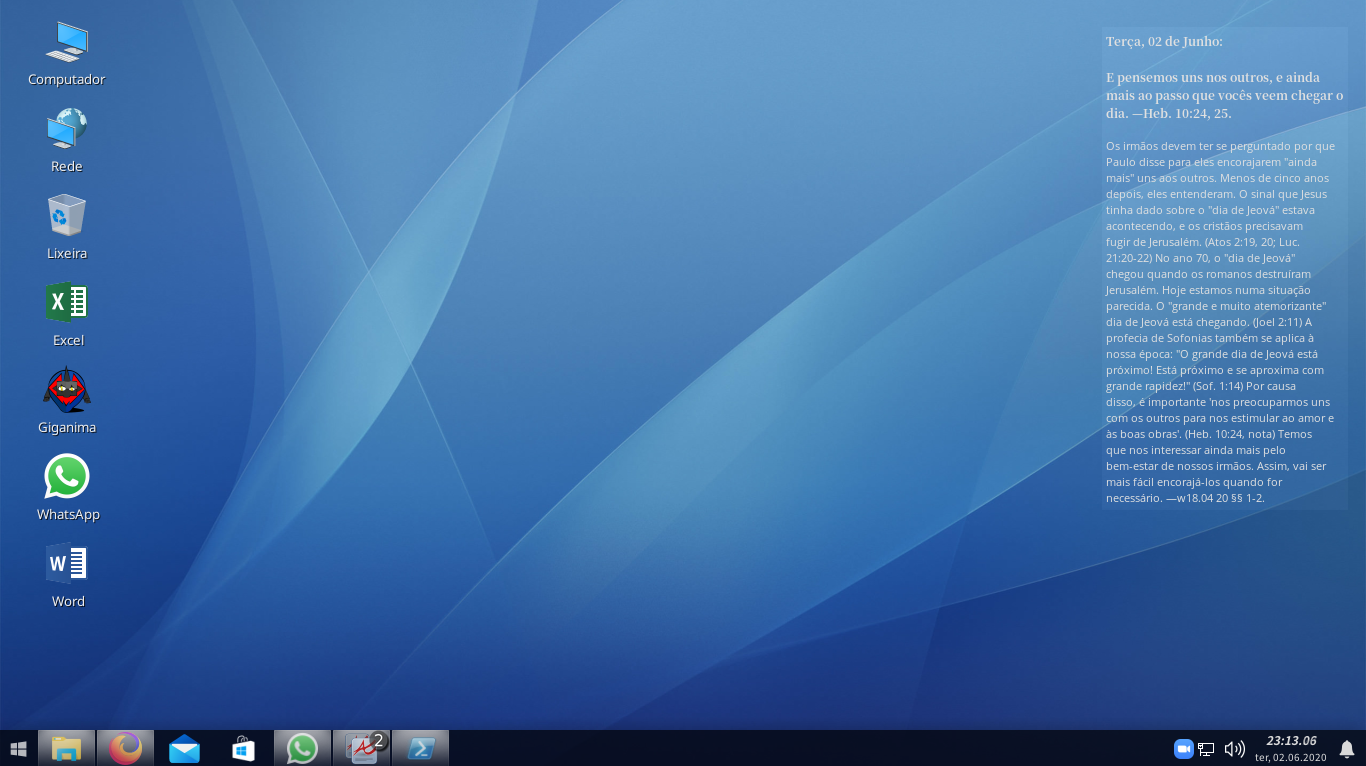 Computador
Rede
Lixeira
X
Excel
Giganima
WhatsApp
W
Word
Terça, 02 de Junho:
E pensemos uns nos outros, e ainda
mais ao passo que vocês veem chegar o
dia. —Heb. 10:24, 25.
Os irmãos devem ter se perguntado por que
Paulo disse para eles encorajarem "ainda
mais" uns aos outros. Menos de cinco anos
depois, eles entenderam. O sinal que Jesus
tinha dado sobre o "dia de Jeová" estava
acontecendo, e os cristãos precisavam
fugir de Jerusalém. (Atos 2:19, 20; Luc.
21:20-22) No ano 70, o "dia de Jeová"
chegou quando os romanos destruíram
Jerusalém. Hoje estamos numa situação
parecida. O "grande e muito atemorizante"
dia de Jeová está chegando. (Joel 2:11) A
profecia de Sofonias também se aplica à
nossa época: "O grande dia de Jeová está
próximo! Está próximo e se aproxima com
grande rapidez!" (Sof. 1:14) Por causa
disso, é importante 'nos preocuparmos uns
com os outros para nos estimular ao amor e
às boas obras'. (Heb. 10:24, nota) Temos
que nos interessar ainda mais pelo
bem-estar de nossos irmãos. Assim, vai ser
mais fácil encorajá-los quando for
necessário. —w18.04 20 §§ 1-2.
2
23:13.06
ter, 02.06.2020